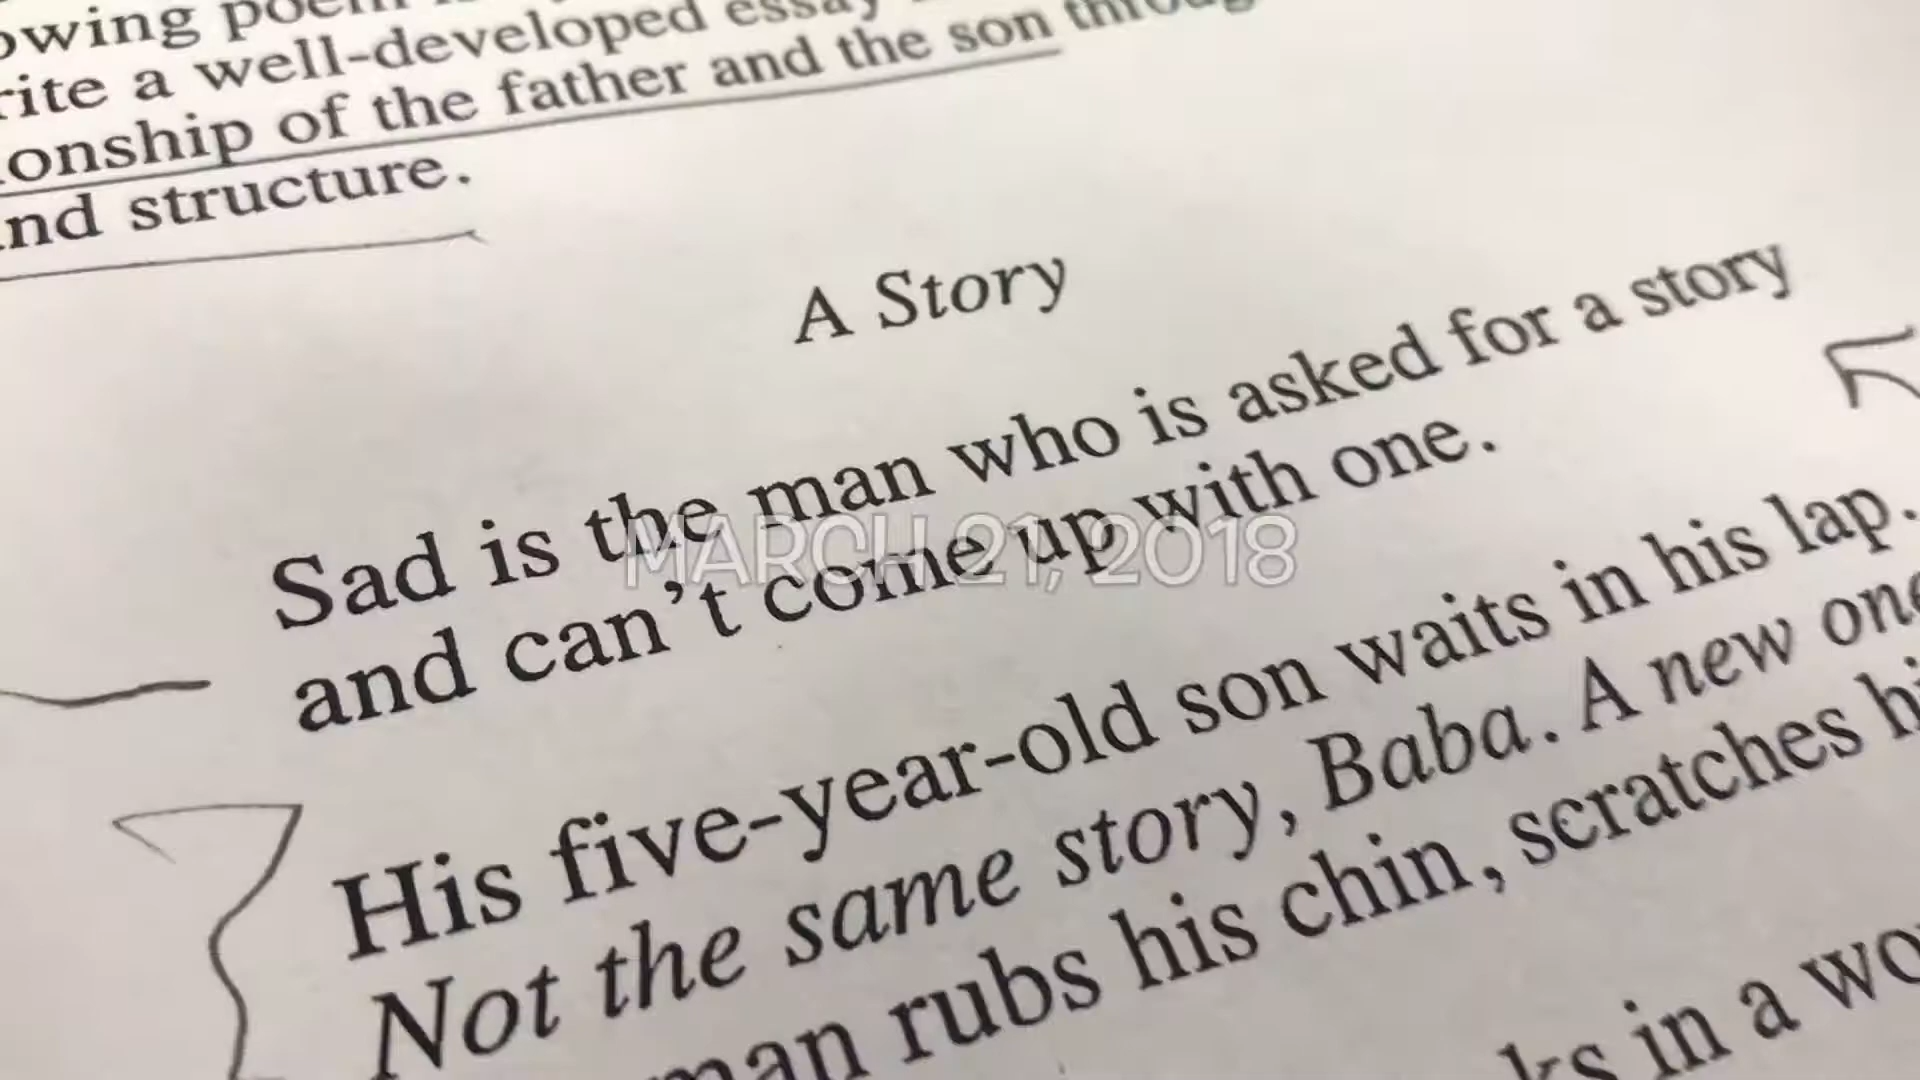 owing poem
rite a well-developed essay
onship of the father and the son through
and structure.
A Story
Sad is the man who is asked for a story
and can't come up with one.
MARCH 21, 2018
His five-year-old son waits in his lap.
Not the same story, Baba. A new one
man rubs his chin, scratches hi
ks in a wo